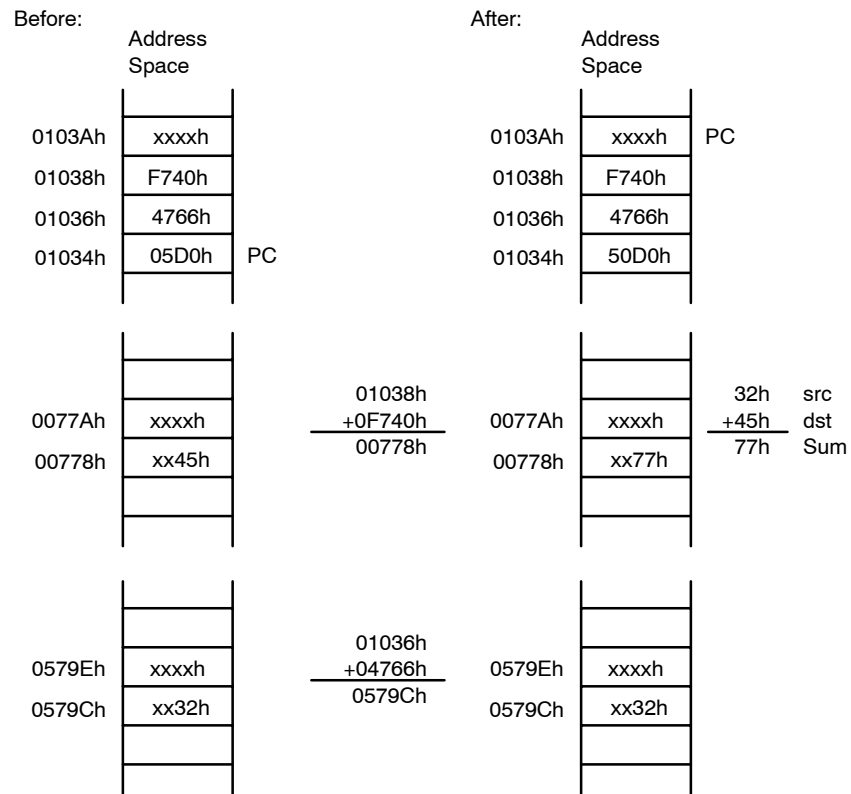 Before:
After:
Address
Space
Address
Space
0103Ah xxxxh
0103Ah xxxxh PC
01038h F740h
01038h F740h
01036h 4766h
01036h 4766h
01034h 05D0h PC
01034h 50D0h
01038h
32h src
0077Ah xxxxh
+0F740h
0077Ah xxxxh
+45h dst
00778h xx45h
00778h
00778h xx77h
77h Sum
01036h
0579Eh xxxxh
+04766h
0579Eh xxxxh
0579Ch xx32h
0579Ch
0579Ch xx32h